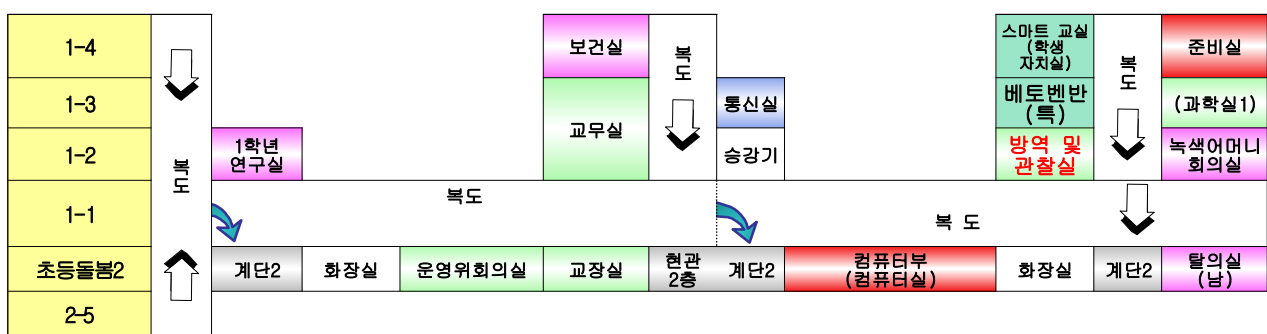 1-4
보건실
복도
스마트 교실
(학생
자치실)
복도
준비실
1-3
교무실
통신실
베토벤반
(특)
(과학실1)
1-2
복도
1학년
연구실
승강기
방역 및
관찰실
녹색어머니
회의실
1-1
복도
복 도
초등돌봄2
계단2
화장실
운영위회의실
교장실
현관
2층
계단2
컴퓨터부
(컴퓨터실)
화장실
계단2
탈의실
(남)
2-5